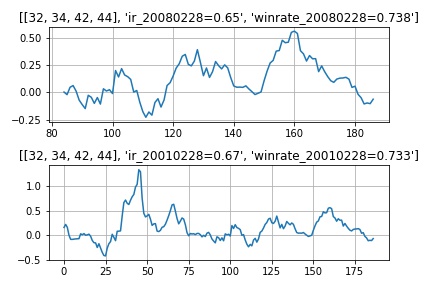 [[32, 34, 42, 44], 'ir_20080228=0.65', 'winrate_20080228=0.738']
0.50
0.25
0.00
−0.25
80 100 120 140 160 180
[[32, 34, 42, 44], 'ir_20010228=0.67', 'winrate_20010228=0.733']
1.0
0.5
0.0
−0.5
0 25 50 75 100 125 150 175